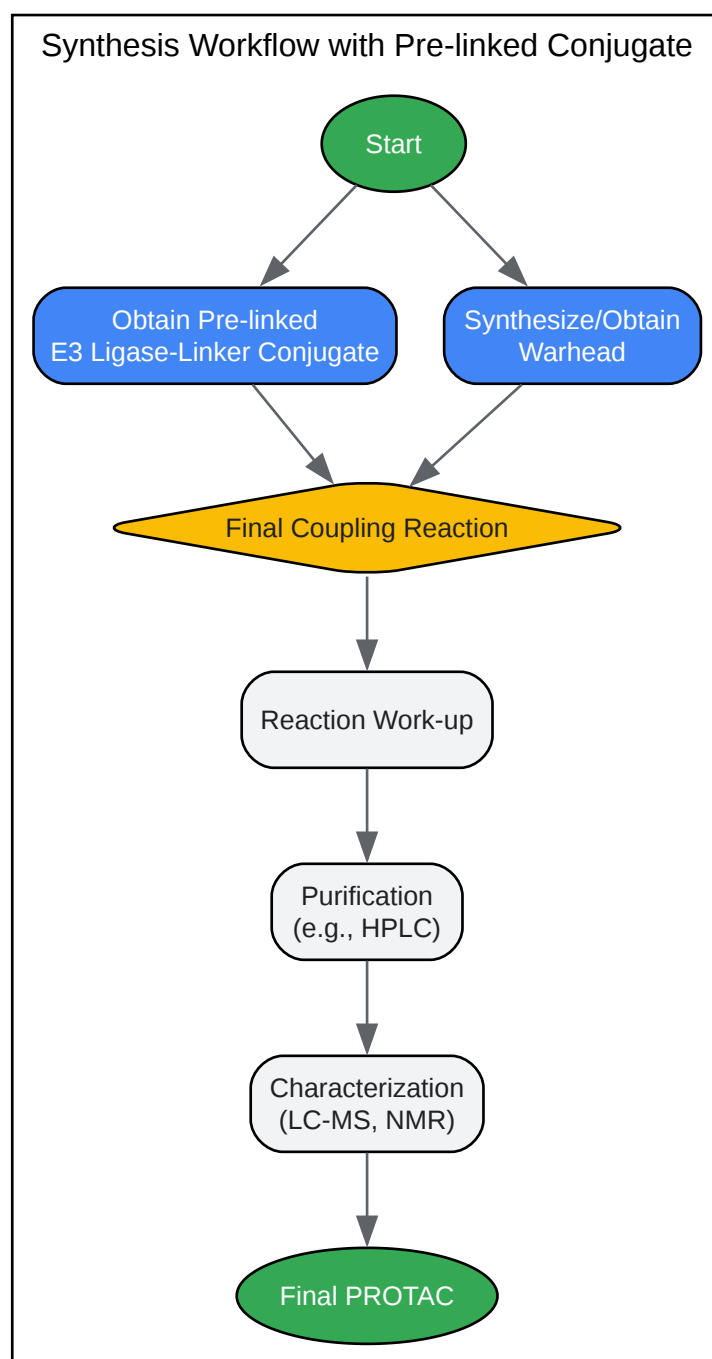 Synthesis Workflow with Pre-linked Conjugate
Start
Obtain Pre-linked
E3 Ligase-Linker Conjugate
Synthesize/Obtain
Warhead
Final Coupling Reaction
Reaction Work-up
Purification
(e.g., HPLC)
Characterization
(LC-MS, NMR)
Final PROTAC